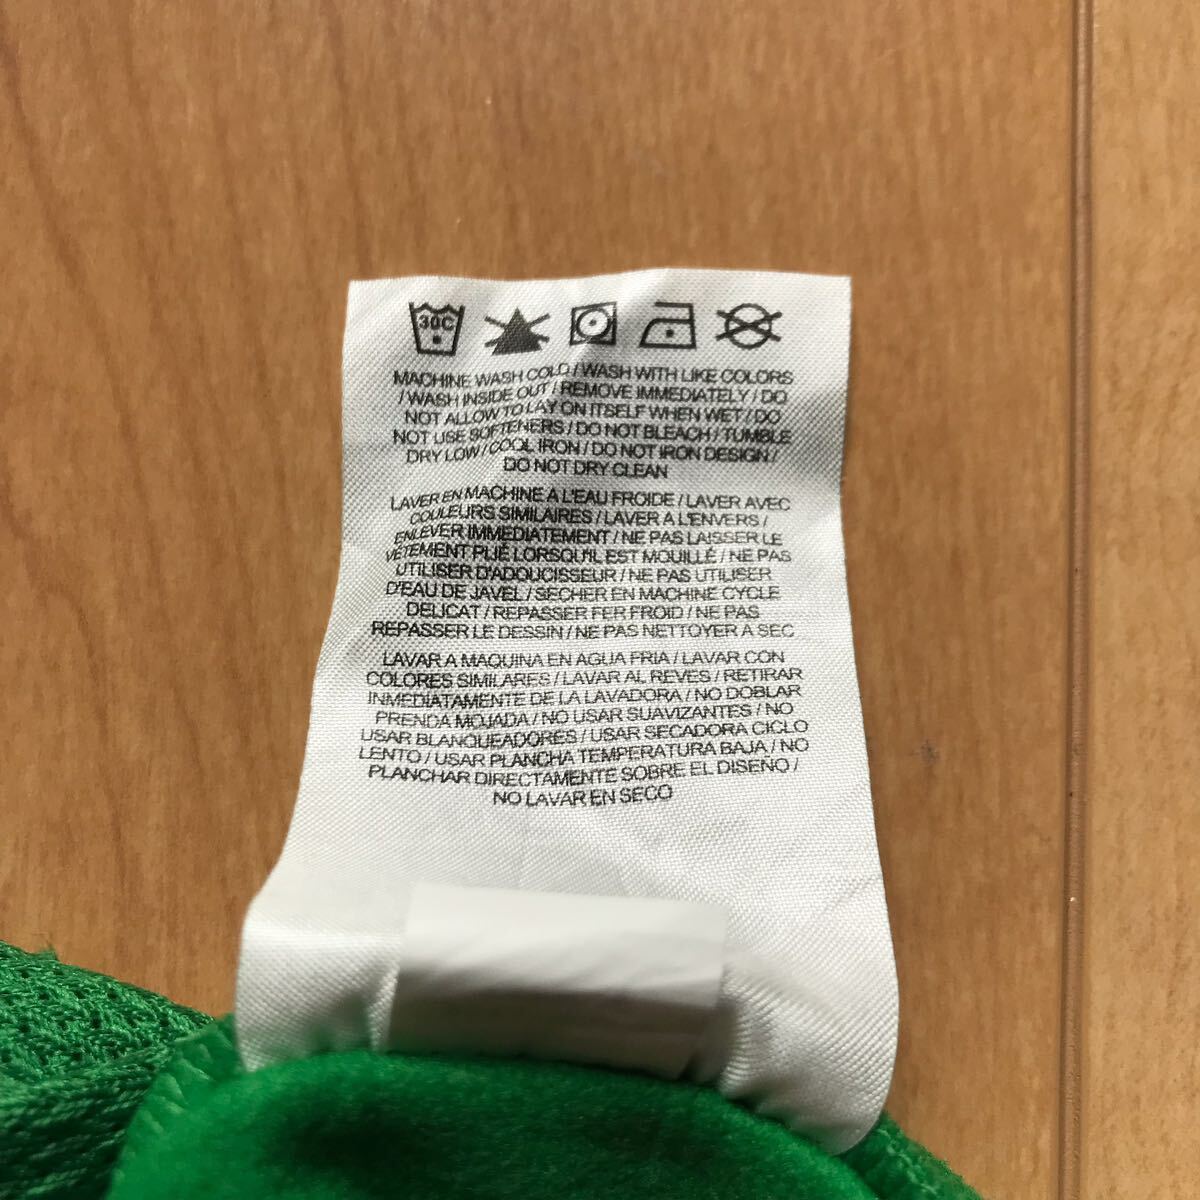 30C
MACHINE WASH COLD / WASH WITH LIKE COLORS
/ WASH INSIDE OUT / REMOVE IMMEDIATELY / DO
NOT ALLOW TO LAY ON ITSELF WHEN WET / DO
NOT USE SOFTENERS / DO NOT BLEACH / TUMBLE
DRY LOW / COOL IRON / DO NOT IRON DESIGN /
DO NOT DRY CLEAN
LAVER EN MACHINE À L'EAU FROIDE / LAVER AVEC
COULEURS SIMILAIRES / LAVER A L'ENVERS /
ENLEVER IMMEDIATEMENT / NE PAS LAISSER LE
VÊTEMENT PLIÉ LORSQU'IL EST MOUILLÉ / NE PAS
UTILISER D'ADOUCISSEUR / NE PAS UTILISER
D'EAU DE JAVEL / SÉCHER EN MACHINE CYCLE
DELICAT / REPASSER FER FROID / NE PAS
REPASSER LE DESSIN / NE PAS NETTOYER A SEC
LAVAR A MAQUINA EN AGUA FRIA / LAVAR CON
COLORES SIMILARES / LAVAR AL REVES / RETIRAR
INMEDIATAMENTE DE LA LAVADORA / NO DOBLAR
PRENDA MOJADA / NO USAR SUAVIZANTES / NO
USAR BLANQUEADORES / USAR SECADORA CICLO
LENTO / USAR PLANCHA TEMPERATURA BAJA / NO
PLANCHAR DIRECTAMENTE SOBRE EL DISEÑO /
NO LAVAR EN SECO